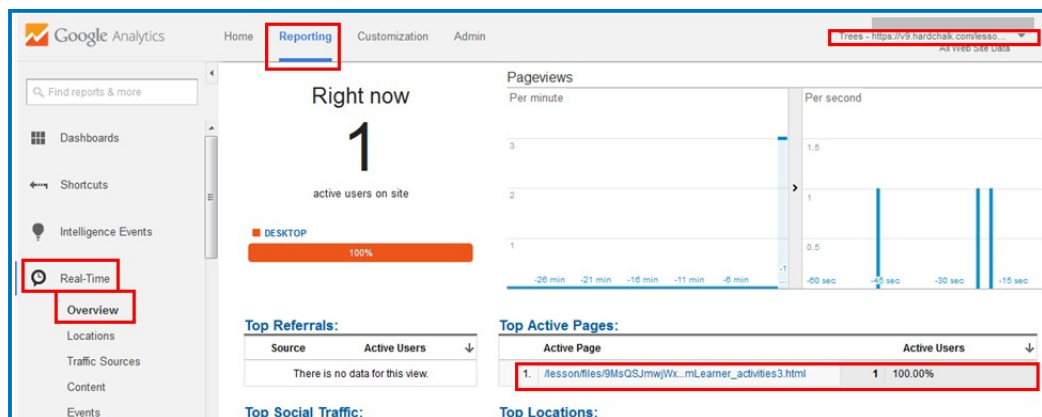 Google Analytics
Home Reporting Customization Admin
Trees - https://v9.hardchalk.com/lesso...
All Web Site Data
Find reports & more
Dashboards
Shortcuts
Intelligence Events
Real-Time
Overview
Locations
Traffic Sources
Content
Events
Right now
1
active users on site
DESKTOP
100%
Pageviews
Per minute
3
2
1
-26 min -21 min -16 min -11 min -6 min -1
Per second
1.5
1
0.5
-60 sec -45 sec -30 sec -15 sec
Top Referrals:
Source Active Users
There is no data for this view.
Top Active Pages:
Active Page Active Users
1. /lesson/files/9MsQSJmwjWx...mLearner_activities3.html 1 100.00%
Top Social Traffic:
Top Locations: